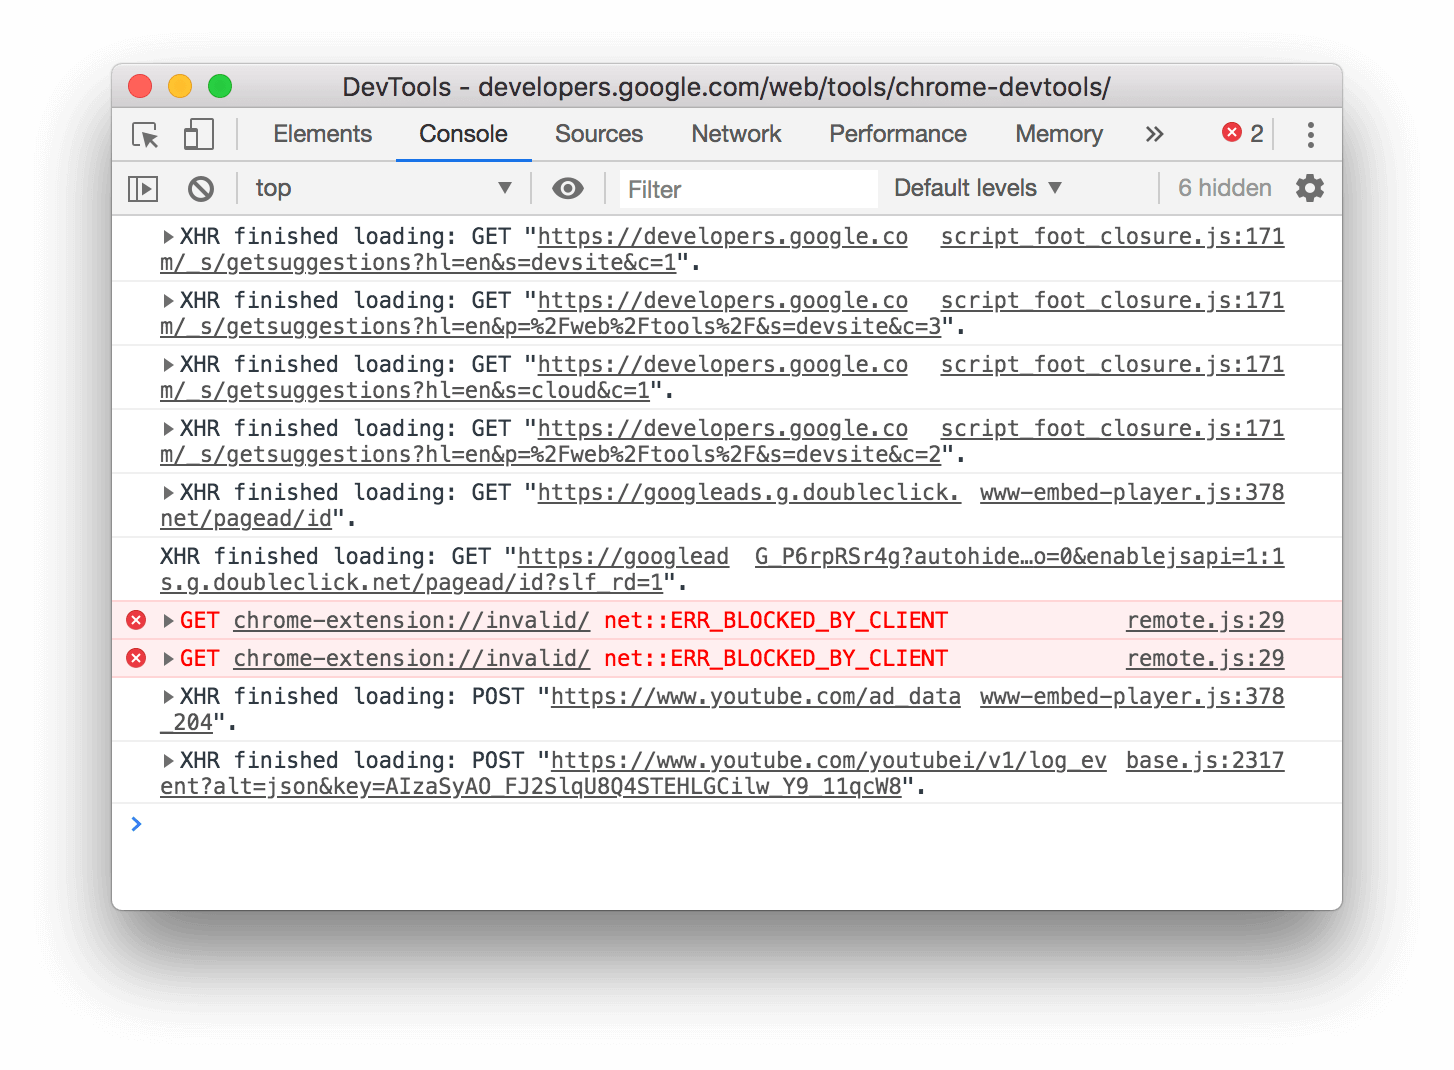 DevTools - developers.google.com/web/tools/chrome-devtools/
Elements Console Sources Network Performance Memory » 2
top Filter Default levels 6 hidden
XHR finished loading: GET "https://developers.google.co script_foot_closure.js:171
m/_s/getsuggestions?hl=en&s=devsite&c=1".
XHR finished loading: GET "https://developers.google.co script_foot_closure.js:171
m/_s/getsuggestions?hl=en&p=%2Fweb%2Ftools%2F&s=devsite&c=3".
XHR finished loading: GET "https://developers.google.co script_foot_closure.js:171
m/_s/getsuggestions?hl=en&s=cloud&c=1".
XHR finished loading: GET "https://developers.google.co script_foot_closure.js:171
m/_s/getsuggestions?hl=en&p=%2Fweb%2Ftools%2F&s=devsite&c=2".
XHR finished loading: GET "https://googleads.g.doubleclick. www-embed-player.js:378
net/pagead/id".
XHR finished loading: GET "https://googlead G_P6rpRSr4g?autohide…o=0&enablejsapi=1:1
s.g.doubleclick.net/pagead/id?slf_rd=1".
GET chrome-extension://invalid/ net::ERR_BLOCKED_BY_CLIENT remote.js:29
GET chrome-extension://invalid/ net::ERR_BLOCKED_BY_CLIENT remote.js:29
XHR finished loading: POST "https://www.youtube.com/ad_data www-embed-player.js:378
_204".
XHR finished loading: POST "https://www.youtube.com/youtubei/v1/log_ev base.js:2317
ent?alt=json&key=AIzaSyAO_FJ2SlqU8Q4STEHLGCilw_Y9_11qcW8".